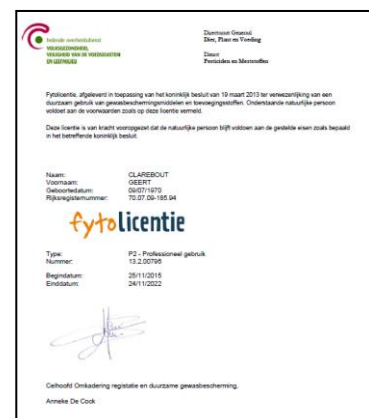 federale overheidsdienst
VOLKSGEZONDHEID,
VEILIGHEID VAN DE VOEDSELKETEN
EN LEEFMILIEU
Directoraat Generaal
Dier, Plant en Voeding
Dienst
Pesticiden en Meststoffen
Fytolicentie, afgeleverd in toepassing van het koninklijk besluit van 19 maart 2013 ter verwezenlijking van een
duurzaam gebruik van gewasbeschermingsmiddelen en toevoegingsstoffen. Onderstaande natuurlijke persoon
voldoet aan de voorwaarden zoals op deze licentie vermeld.
Deze licentie is van kracht vooropgezet dat de natuurlijke persoon blijft voldoen aan de gestelde eisen zoals bepaald
in het betreffende koninklijk besluit.
Naam: CLAREBOUT
Voornaam: GEERT
Geboortedatum: 09/07/1970
Rijksregisternummer: 70.07.09-165.94
fytolicentie
Type: P2 - Professioneel gebruik
Nummer: 13.2.00795
Begindatum: 25/11/2015
Einddatum: 24/11/2022
Celhoofd Omkadering registatie en duurzame gewasbescherming,
Anneke De Cock